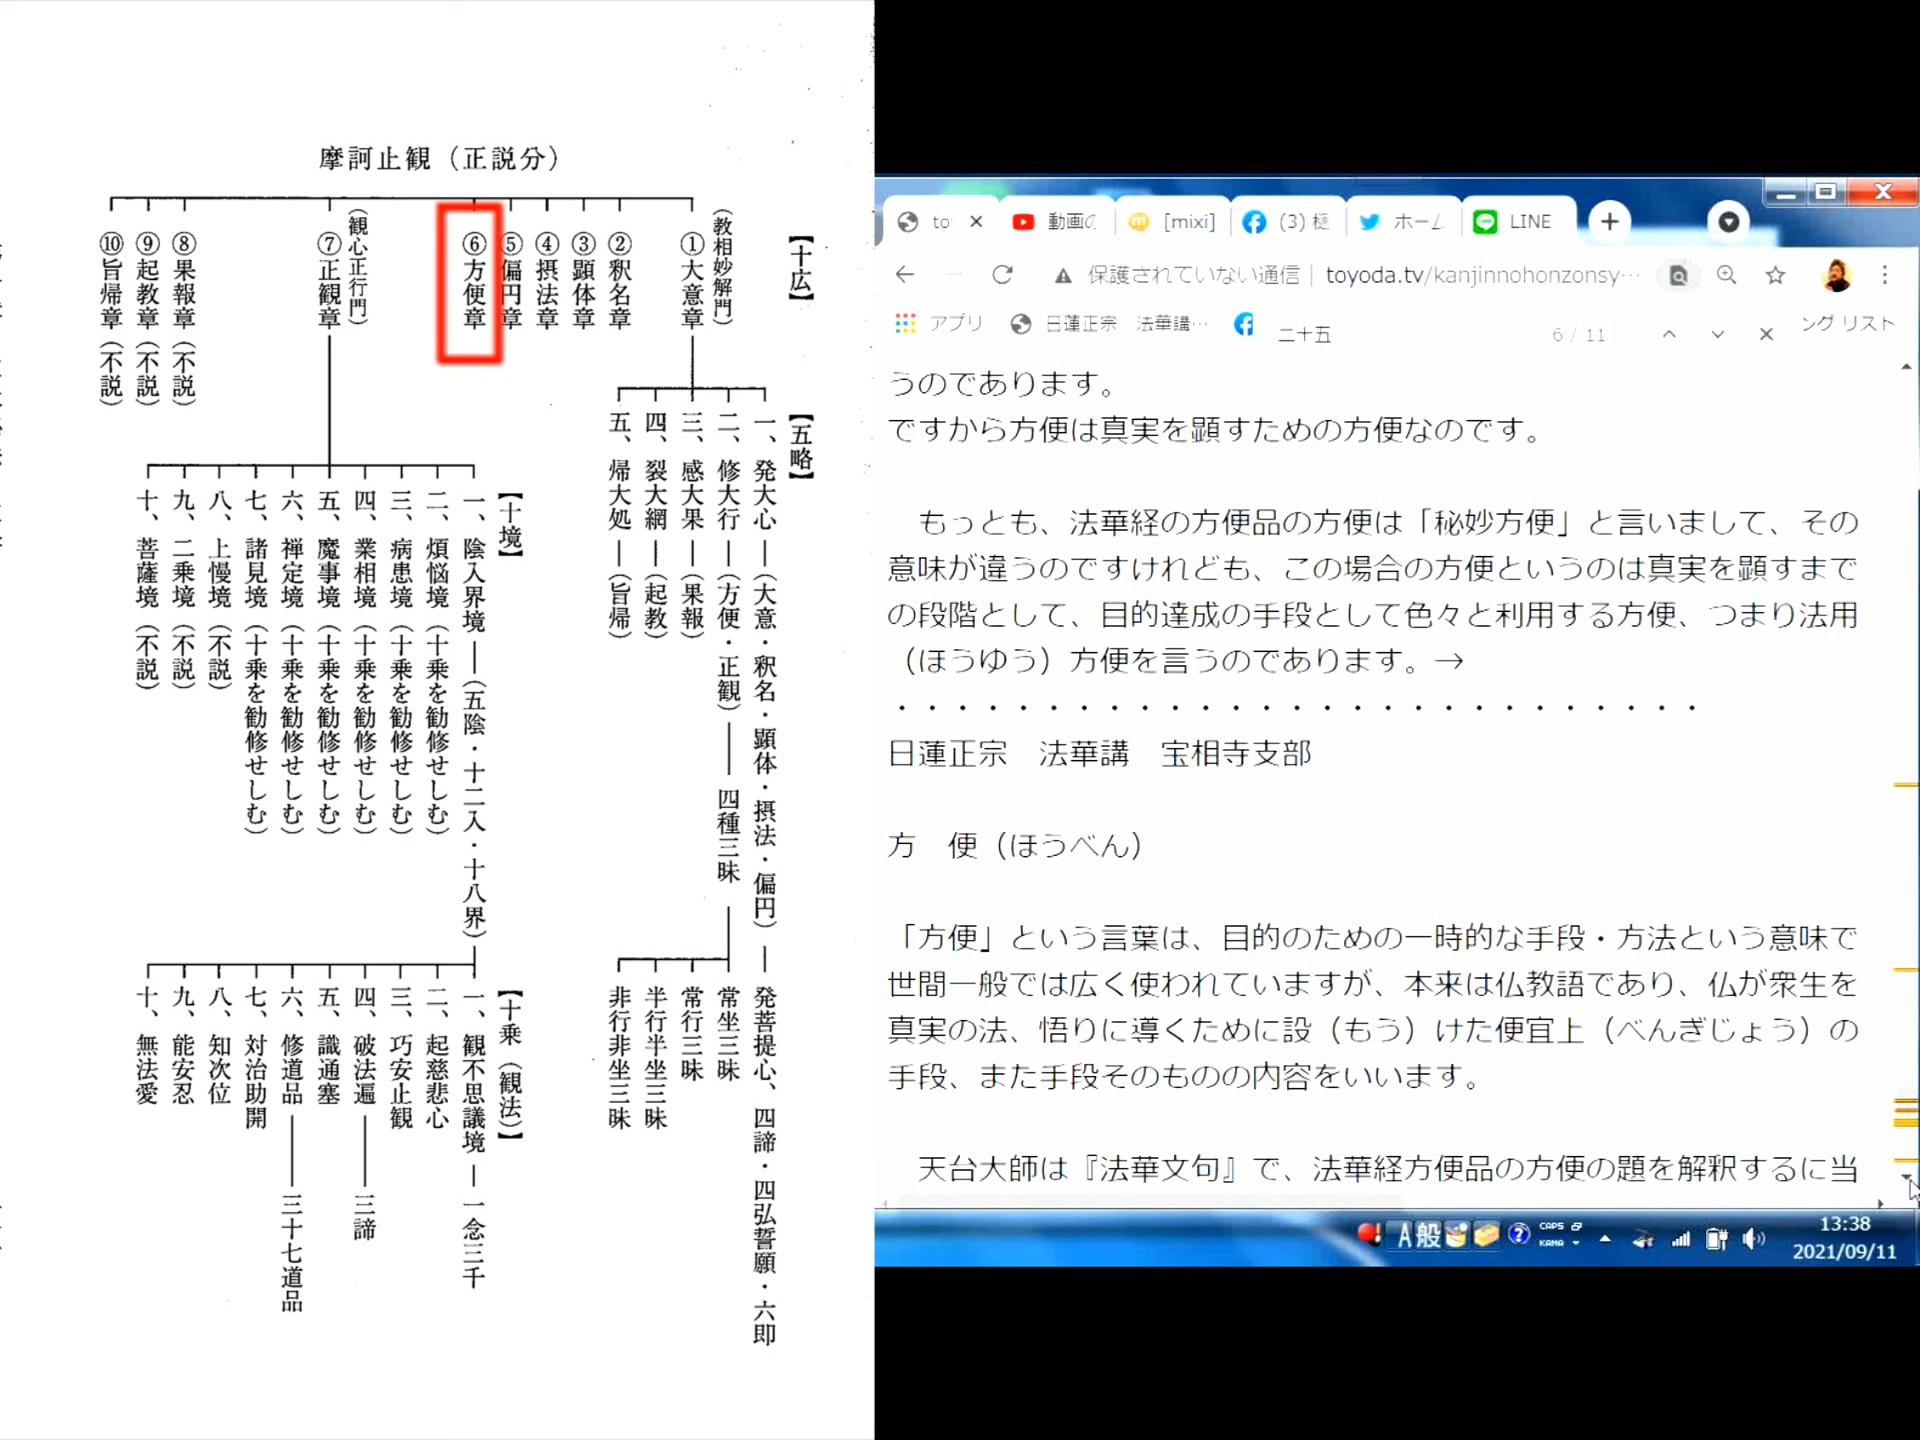 摩訶止観（正説分）
【十広】
（教相妙解門）
①大意章
②釈名章
③顕体章
④摂法章
⑤偏円章
⑥方便章
（観心正行門）
⑦正観章
⑧果報章（不説）
⑨起教章（不説）
⑩旨帰章（不説）
【五略】
一、発大心―（大意・釈名・顕体・摂法・偏円）―発菩提心、四諦・四弘誓願・六即
二、修大行―（方便・正観）―四種三昧
三、感大果―（果報）
四、裂大網―（起教）
五、帰大処―（旨帰）
常坐三昧
常行三昧
半行半坐三昧
非行非坐三昧
【十境】
一、陰入界境―（五陰・十二入・十八界）
二、煩悩境（十乗を勧修せしむ）
三、病患境（十乗を勧修せしむ）
四、業相境（十乗を勧修せしむ）
五、魔事境（十乗を勧修せしむ）
六、禅定境（十乗を勧修せしむ）
七、諸見境（十乗を勧修せしむ）
八、上慢境（不説）
九、二乗境（不説）
十、菩薩境（不説）
【十乗（観法）】
一、観不思議境―一念三千
二、起慈悲心
三、巧安止観
四、破法遍―三諦
五、識通塞
六、修道品―三十七道品
七、対治助開
八、知次位
九、能安忍
十、無法愛
to
動画の
[mixi]
(3) 
ホーム
LINE
保護されていない通信 | toyoda.tv/kanjinnohonzonsy…
アプリ
日蓮正宗　法華講…
二十五
6 / 11
ング リスト
うのであります。
ですから方便は真実を顕すための方便なのです。
もっとも、法華経の方便品の方便は「秘妙方便」と言いまして、その
意味が違うのですけれども、この場合の方便というのは真実を顕すまで
の段階として、目的達成の手段として色々と利用する方便、つまり法用
（ほうゆう）方便を言うのであります。→
・・・・・・・・・・・・・・・・・・・・・・・・・・・
日蓮正宗　法華講　宝相寺支部
方　便（ほうべん）
「方便」という言葉は、目的のための一時的な手段・方法という意味で
世間一般では広く使われていますが、本来は仏教語であり、仏が衆生を
真実の法、悟りに導くために設（もう）けた便宜上（べんぎじょう）の
手段、また手段そのものの内容をいいます。
天台大師は『法華文句』で、法華経方便品の方便の題を解釈するに当
A 般
CAPS
KANA
13:38
2021/09/11